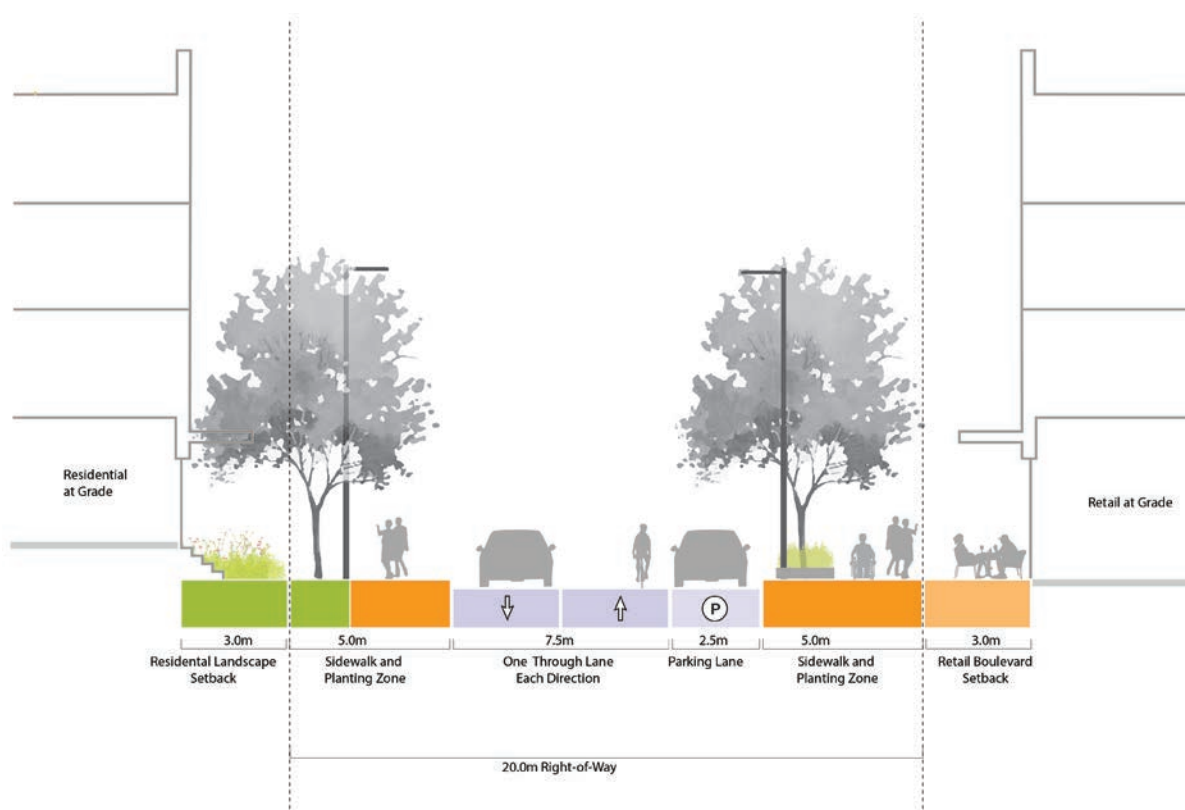 Residential
at Grade
Retail at Grade
P
3.0m
5.0m
7.5m
2.5m
5.0m
3.0m
Residental Landscape
Setback
Sidewalk and
Planting Zone
One Through Lane
Each Direction
Parking Lane
Sidewalk and
Planting Zone
Retail Boulevard
Setback
20.0m Right-of-Way